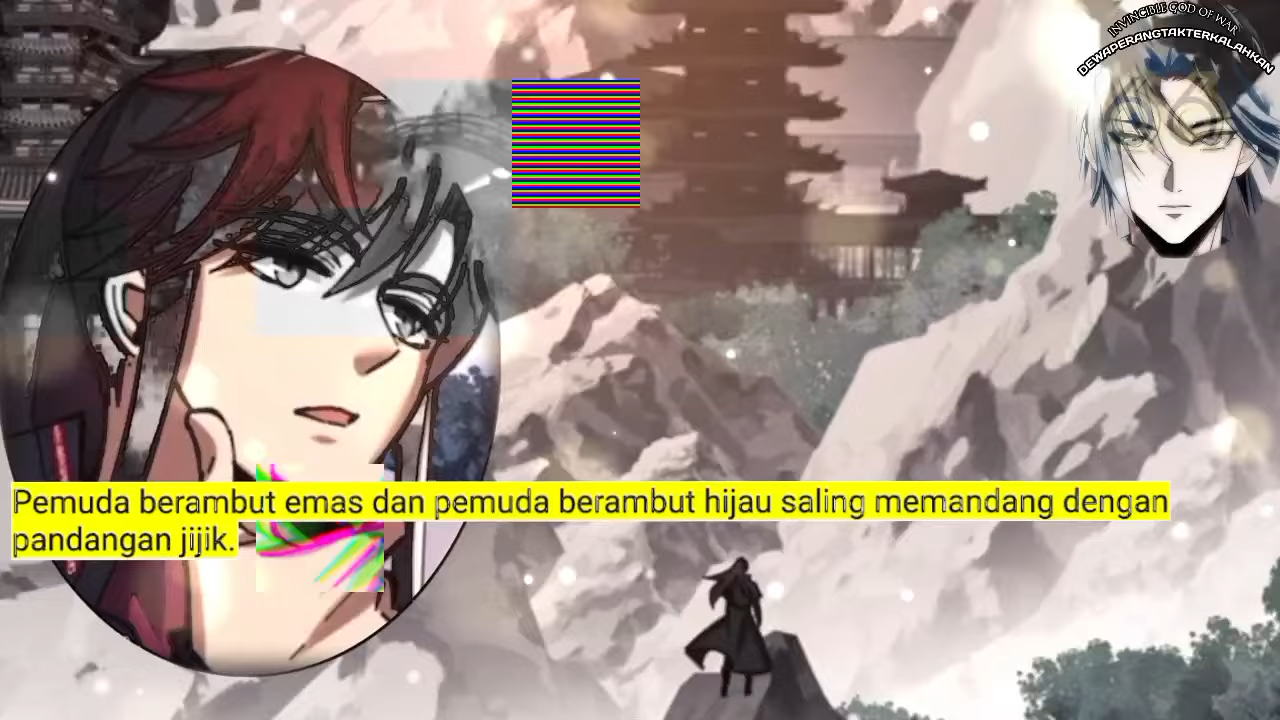 INVINCIBLE GOD OF WAR
DEWAPERANGTAKTERKALAHKAN
Pemuda berambut emas dan pemuda berambut hijau saling memandang dengan
pandangan jijik.